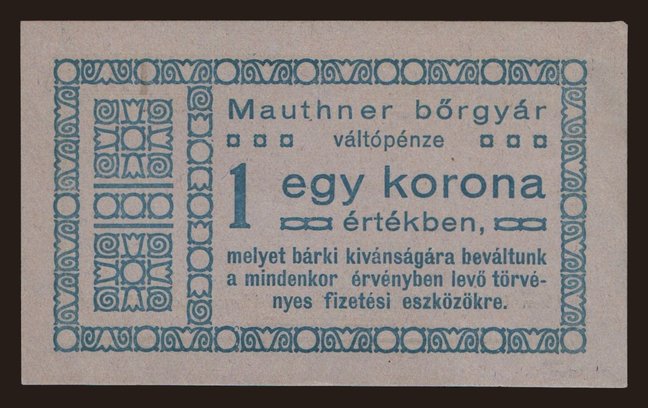 Mauthner bőrgyár
váltópénze
1 egy korona
értékben,
melyet bárki kivánságára beváltunk
a mindenkor érvényben levő törvé-
nyes fizetési eszközökre.